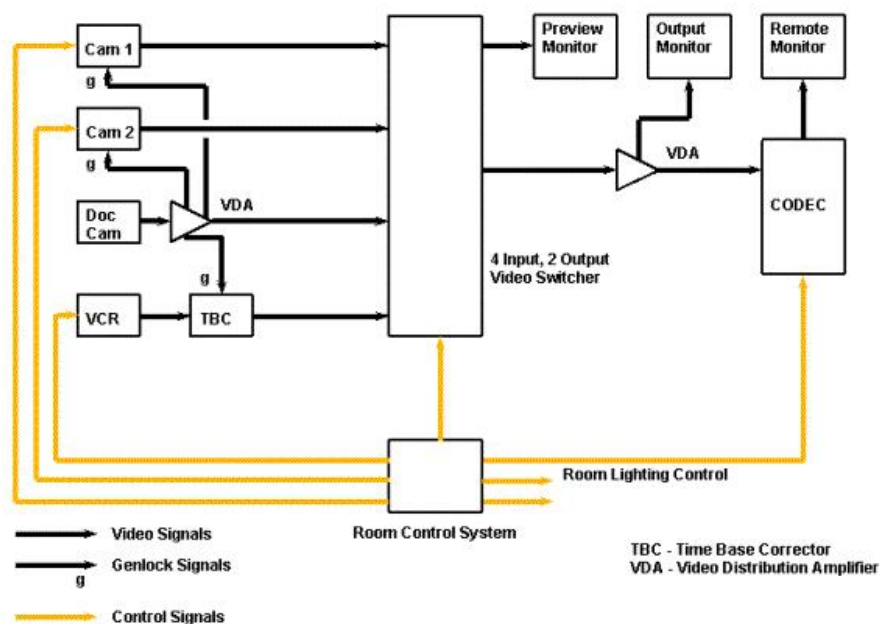 Cam 1
g
Cam 2
g
Doc
Cam
VDA
g
VCR
TBC
4 Input, 2 Output
Video Switcher
Preview
Monitor
Output
Monitor
Remote
Monitor
VDA
CODEC
Room Lighting Control
Room Control System
Video Signals
Genlock Signals
g
Control Signals
TBC - Time Base Corrector
VDA - Video Distribution Amplifier